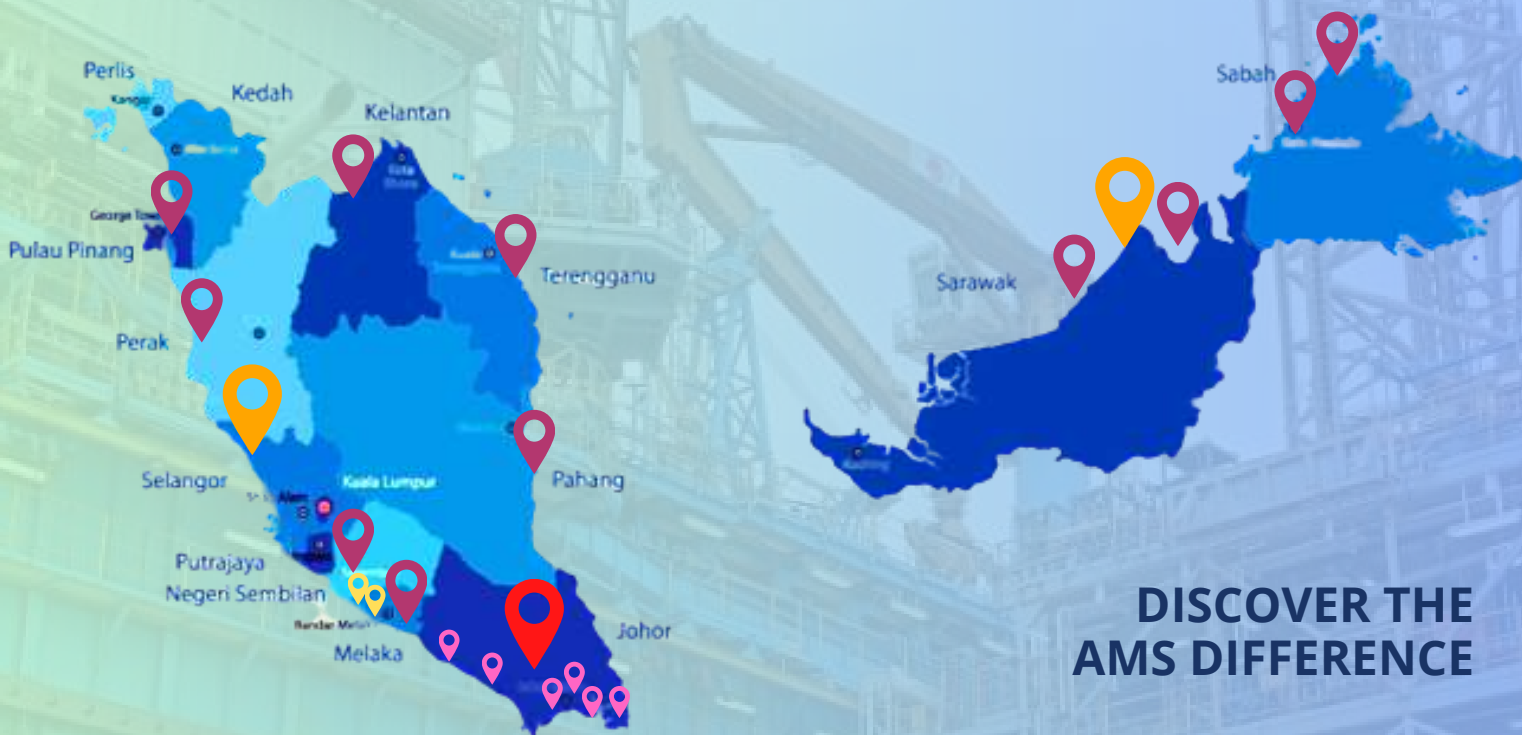 Perlis
Kedah
Kelantan
Sabah
George Tow
Pulau Pinang
Terengganu
Sarawak
Perak
Selangor
Kuala Lumpur
Pahang
Putrajaya
Negeri Sembilan
Melaka
Johor
DISCOVER THE
AMS DIFFERENCE